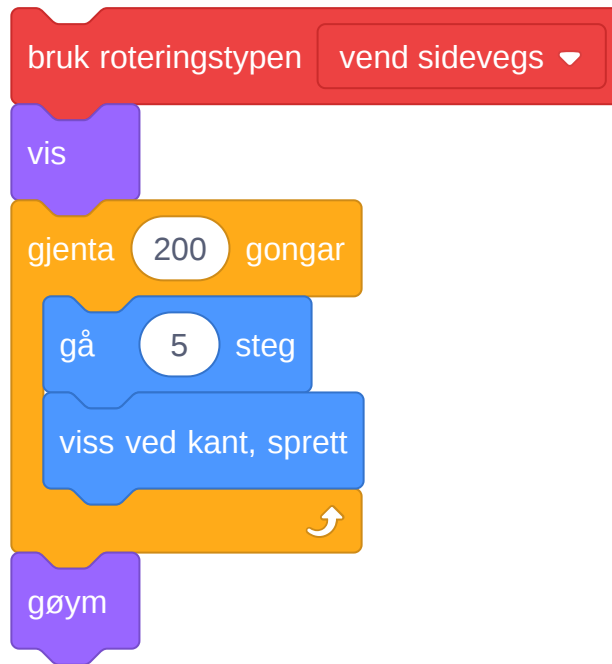 bruk roteringstypen vend sidevegs
vis
gjenta 200 gongar
gå 5 steg
viss ved kant, sprett
gøym